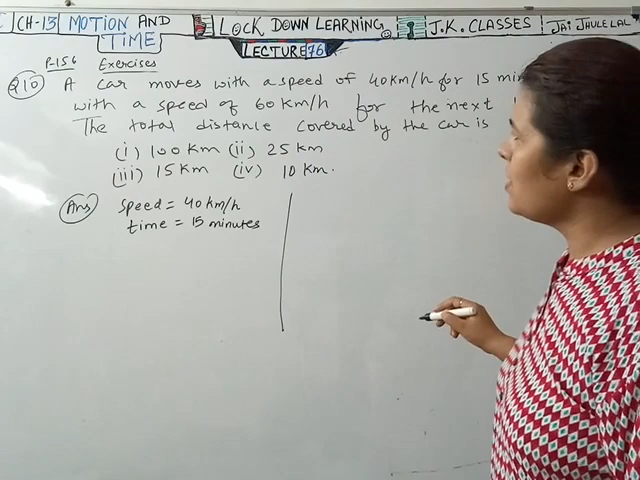 CH-13 MOTION AND TIME LOCK DOWN LEARNING J.K. CLASSES JAI JHULELAL
LECTURE 76
P-156 Exercises
Q10 A car moves with a speed of 40 km/h for 15 min
with a speed of 60 km/h for the next
The total distance covered by the car is
(i) 100 km (ii) 25 km
(iii) 15 km (iv) 10 km.
Ans speed = 40 km/h
time = 15 minutes